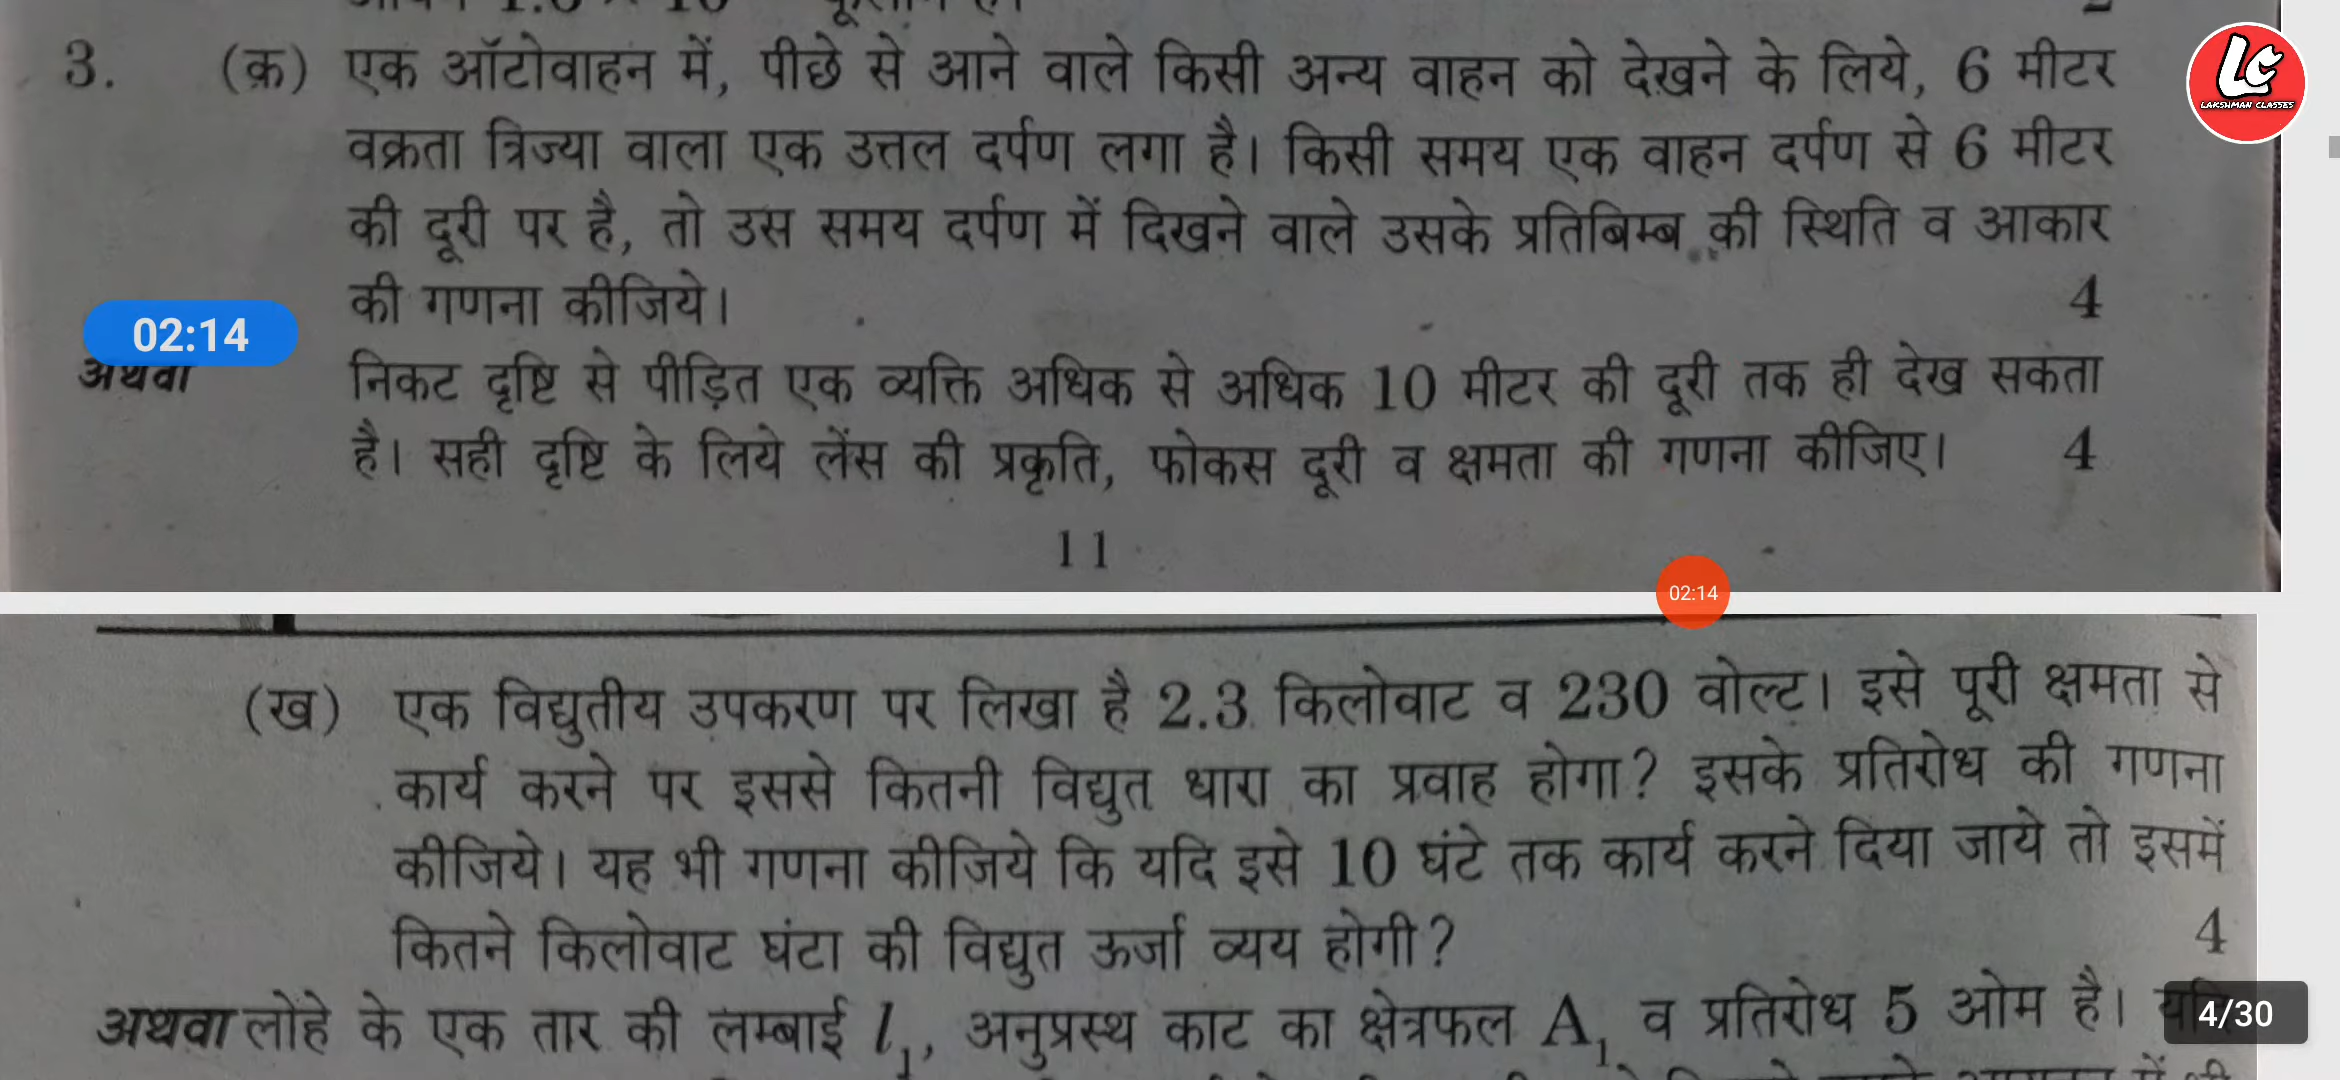 3. (क) एक ऑटोवाहन में, पीछे से आने वाले किसी अन्य वाहन को देखने के लिये, 6 मीटर
LC
LAKSHMAN CLASSES
वक्रता त्रिज्या वाला एक उत्तल दर्पण लगा है। किसी समय एक वाहन दर्पण से 6 मीटर
की दूरी पर है, तो उस समय दर्पण में दिखने वाले उसके प्रतिबिम्ब की स्थिति व आकार
की गणना कीजिये। 4
02:14
अथवा निकट दृष्टि से पीड़ित एक व्यक्ति अधिक से अधिक 10 मीटर की दूरी तक ही देख सकता
है। सही दृष्टि के लिये लेंस की प्रकृति, फोकस दूरी व क्षमता की गणना कीजिए। 4
11
02:14
(ख) एक विद्युतीय उपकरण पर लिखा है 2.3 किलोवाट व 230 वोल्ट। इसे पूरी क्षमता से
कार्य करने पर इससे कितनी विद्युत धारा का प्रवाह होगा? इसके प्रतिरोध की गणना
कीजिये। यह भी गणना कीजिये कि यदि इसे 10 घंटे तक कार्य करने दिया जाये तो इसमें
कितने किलोवाट घंटा की विद्युत ऊर्जा व्यय होगी? 4
अथवा लोहे के एक तार की लम्बाई l₁, अनुप्रस्थ काट का क्षेत्रफल A₁ व प्रतिरोध 5 ओम है। यदि
4/30